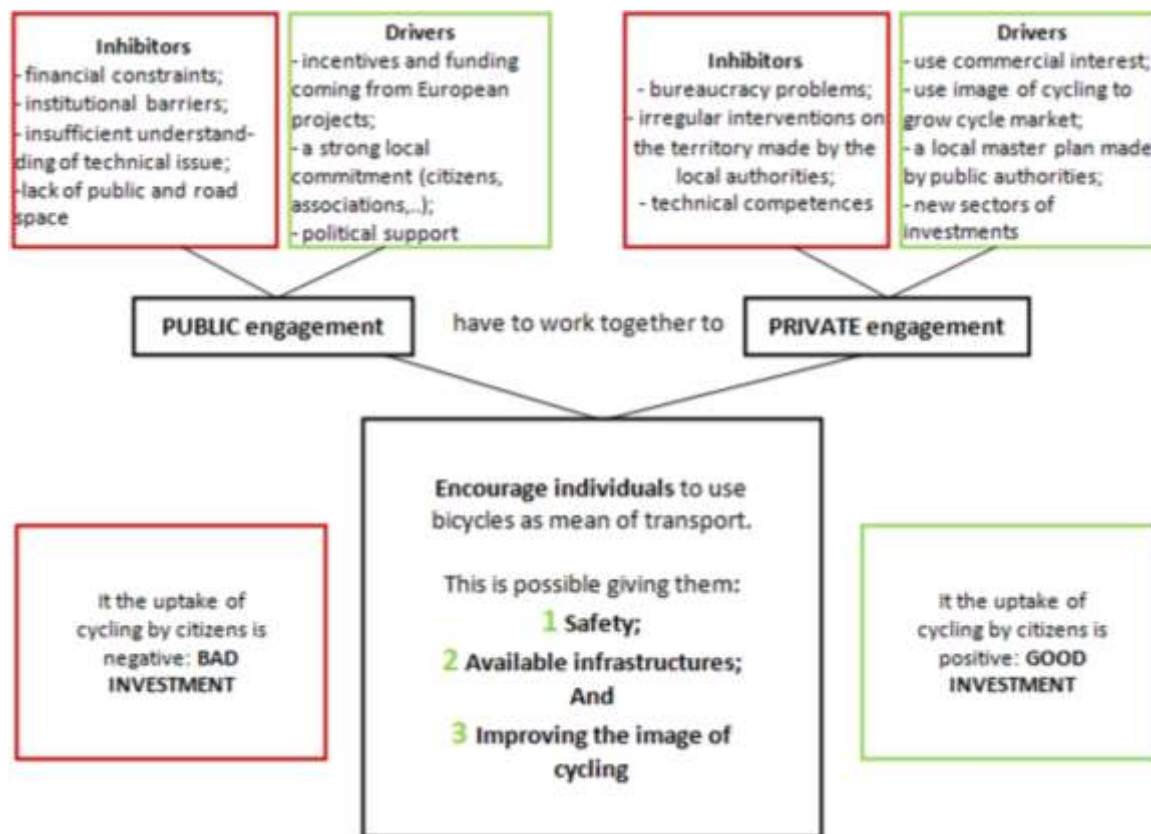 Inhibitors
- financial constraints;
- institutional barriers;
- insufficient understan-
ding of technical issue;
-lack of public and road
space
Drivers
- incentives and funding
coming from European
projects;
- a strong local
commitment (citizens,
associations,..);
- political support
Inhibitors
- bureaucracy problems;
- irregular interventions on
the territory made by the
local authorities;
- technical competences
Drivers
- use commercial interest;
- use image of cycling to
grow cycle market;
- a local master plan made
by public authorities;
- new sectors of
investments
PUBLIC engagement
have to work together to
PRIVATE engagement
Encourage individuals to use
bicycles as mean of transport.
This is possible giving them:
1 Safety;
2 Available infrastructures;
And
3 Improving the image of
cycling
It the uptake of
cycling by citizens is
negative: BAD
INVESTMENT
It the uptake of
cycling by citizens is
positive: GOOD
INVESTMENT